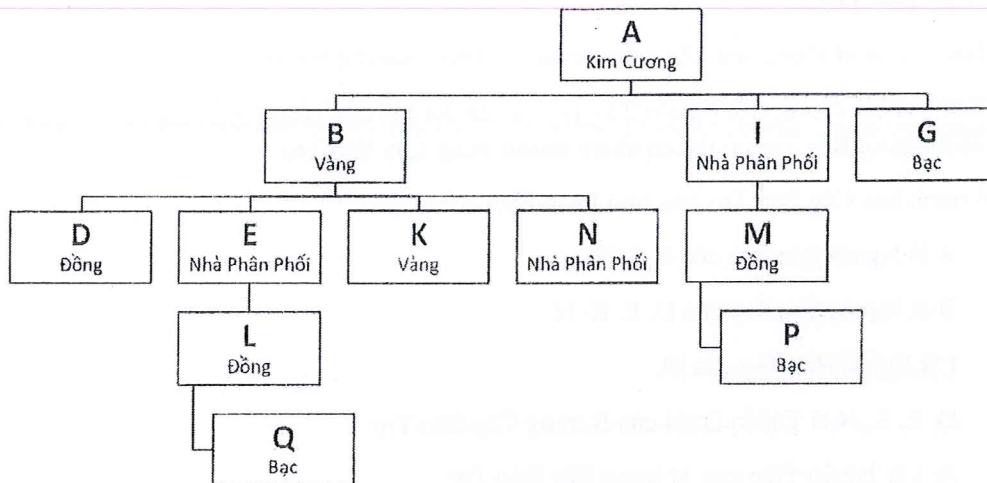 A
Kim Cương
B
Vàng
I
Nhà Phân Phối
G
Bạc
D
Đồng
E
Nhà Phân Phối
K
Vàng
N
Nhà Phân Phối
M
Đồng
L
Đồng
P
Bạc
Q
Bạc